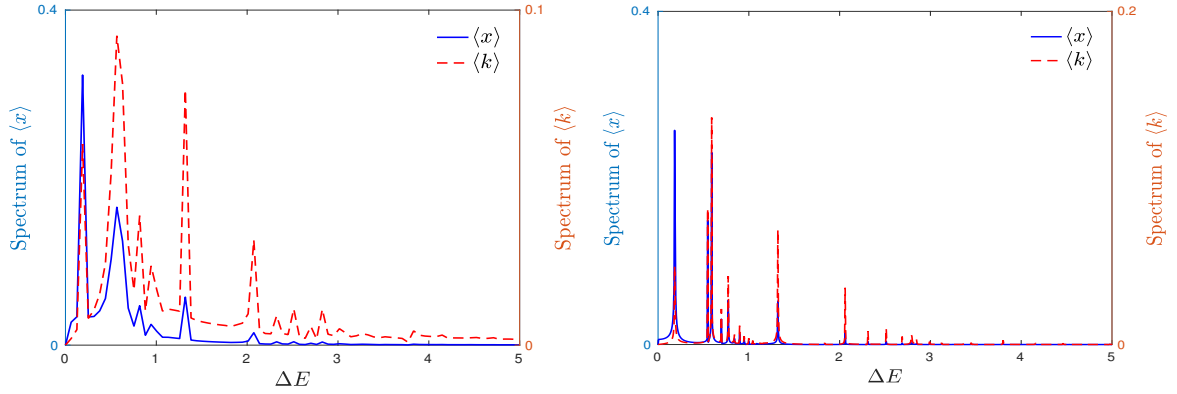 0.4
0.1
⟨x⟩
⟨k⟩
Spectrum of ⟨x⟩
Spectrum of ⟨k⟩
0
0
0 1 2 3 4 5
ΔE
0.4
0.2
⟨x⟩
⟨k⟩
Spectrum of ⟨x⟩
Spectrum of ⟨k⟩
0
0
0 1 2 3 4 5
ΔE